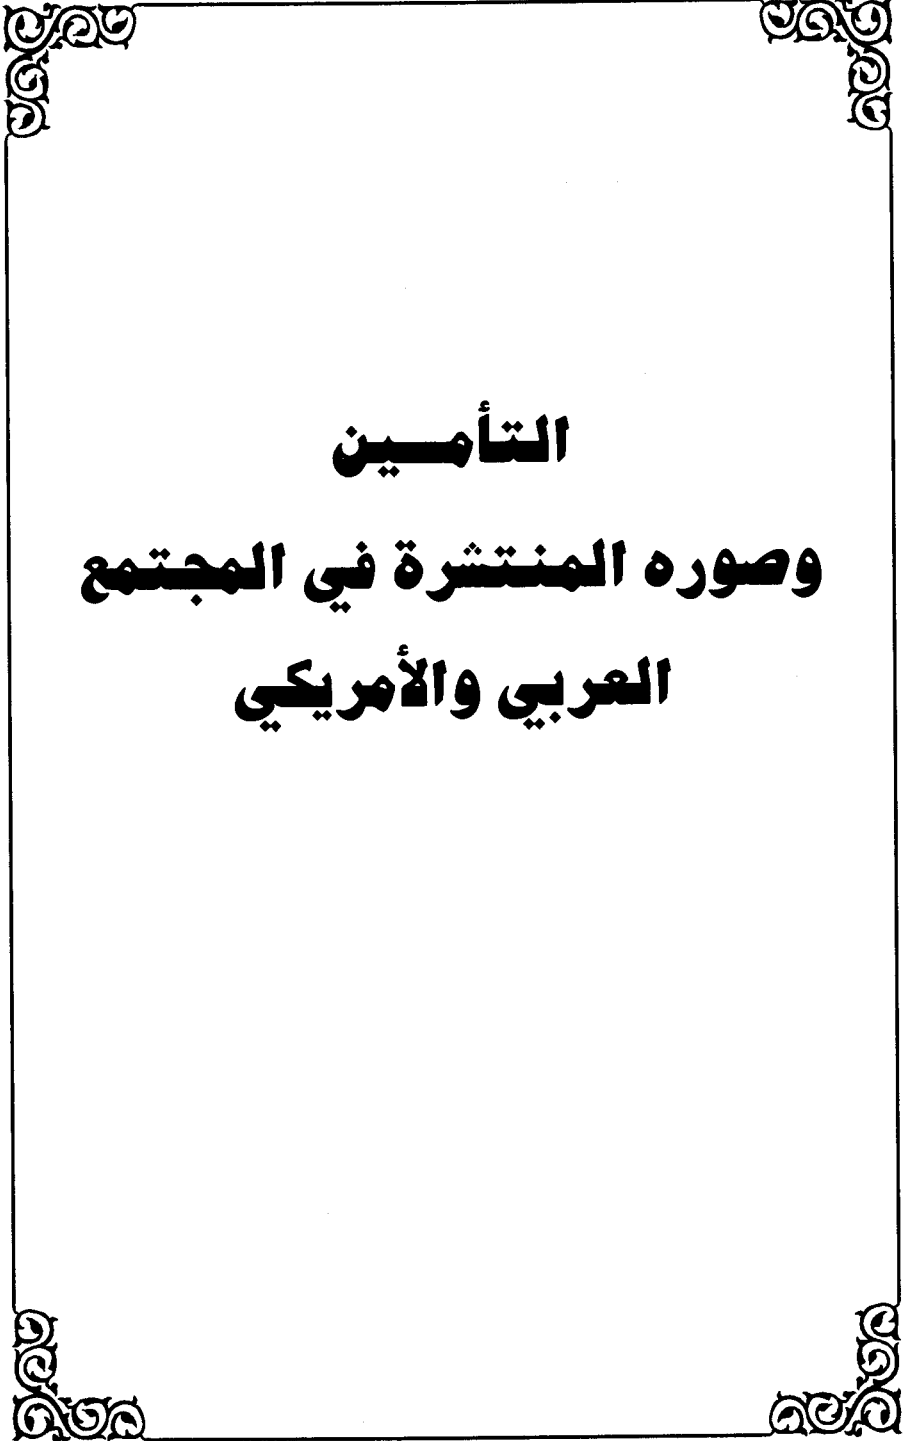 التأمين
وصوره المنتشرة في المجتمع
العربي والأمريكي